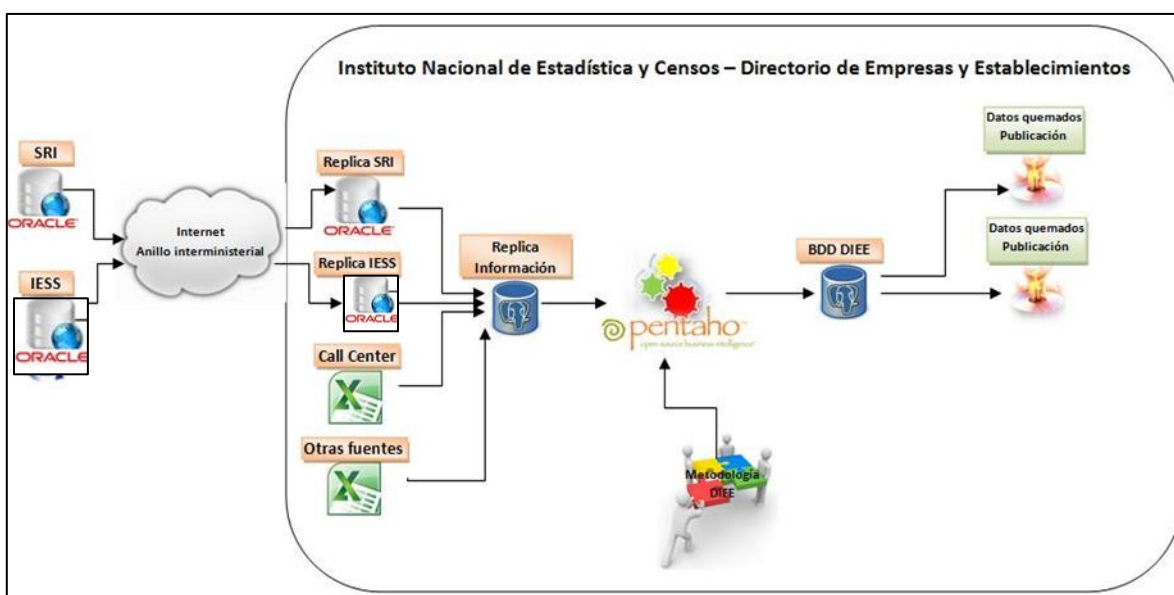 Instituto Nacional de Estadística y Censos – Directorio de Empresas y Establecimientos
SRI
ORACLE
IESS
ORACLE
Internet
Anillo interministerial
Replica SRI
ORACLE
Replica IESS
ORACLE
Call Center
Otras fuentes
Replica
Información
pentaho
open source business intelligence
Metodología
DIEE
BDD DIEE
Datos quemados
Publicación
Datos quemados
Publicación